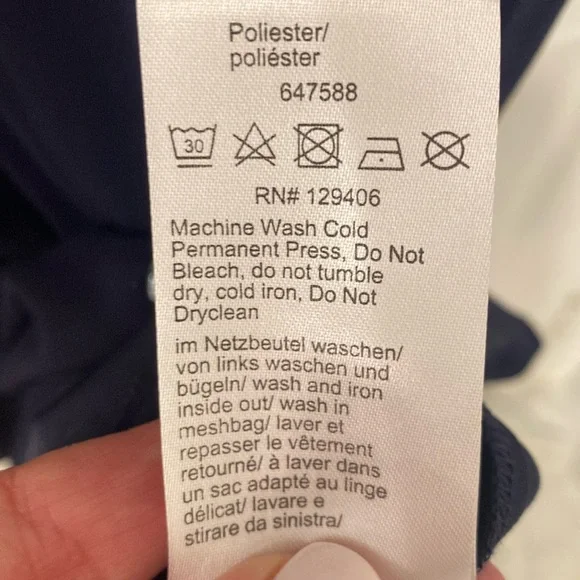 Poliester/
poliéster
647588
30
RN# 129406
Machine Wash Cold
Permanent Press, Do Not
Bleach, do not tumble
dry, cold iron, Do Not
Dryclean
im Netzbeutel waschen/
von links waschen und
bügeln/ wash and iron
inside out/ wash in
meshbag/ laver et
repasser le vêtement
retourné/ à laver dans
un sac adapté au linge
délicat/ lavare e
stirare da sinistra/